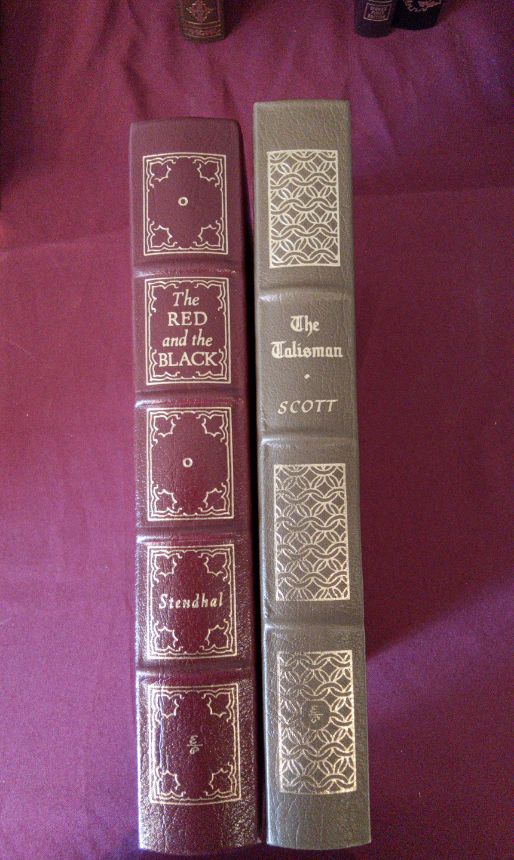 The
RED
and the
BLACK
Stendhal
The
Talisman
SCOTT